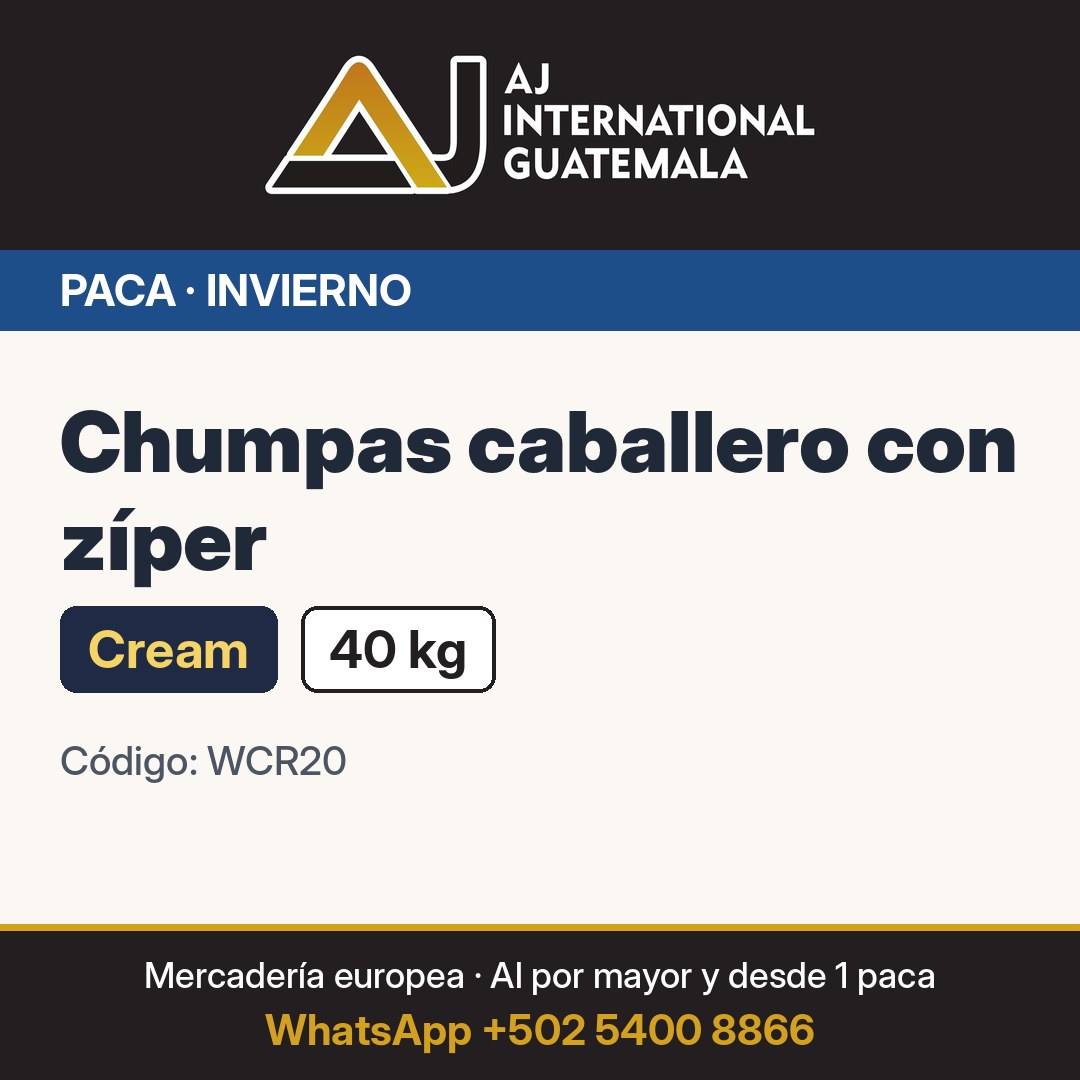 AJ
AJ
INTERNATIONAL
GUATEMALA
PACA · INVIERNO
Chumpas caballero con
zíper
Cream
40 kg
Código: WCR20
Mercadería europea · Al por mayor y desde 1 paca
WhatsApp +502 5400 8866